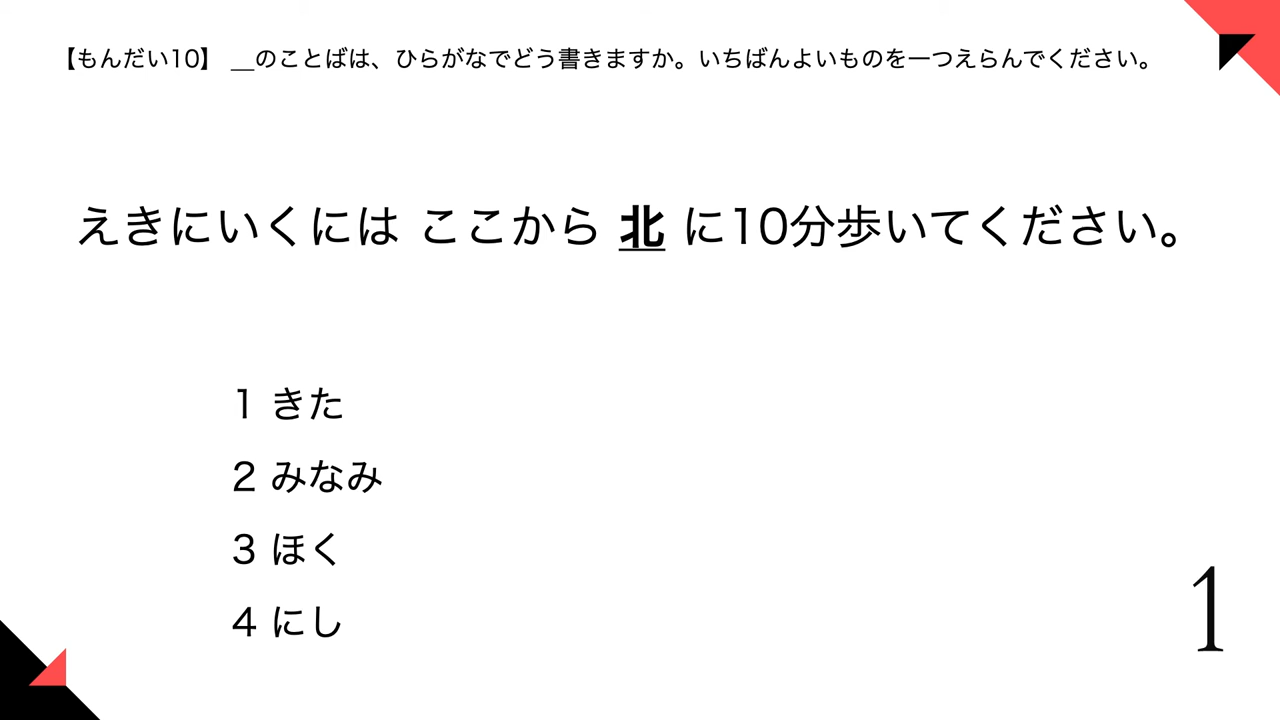 【もんだい10】 __のことばは、ひらがなでどう書きますか。いちばんよいものを一つえらんでください。
えきにいくには ここから 北 に10分歩いてください。
1 きた
2 みなみ
3 ほく
4 にし
1